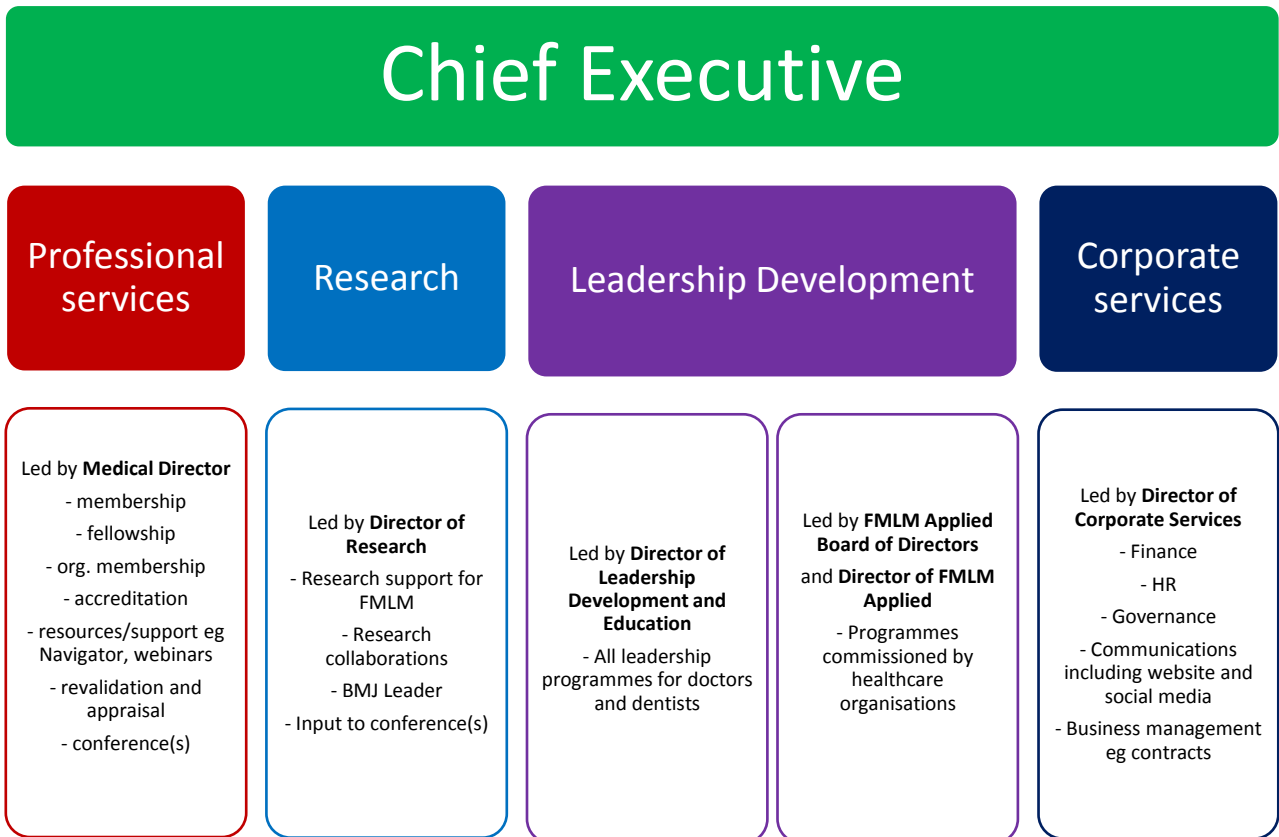 Chief Executive
Professional
services
Research
Leadership Development
Corporate
services
Led by Medical Director
- membership
- fellowship
- org. membership
- accreditation
- resources/support eg
Navigator, webinars
- revalidation and
appraisal
- conference(s)
Led by Director of
Research
- Research support for
FMLM
- Research
collaborations
- BMJ Leader
- Input to conference(s)
Led by Director of
Leadership
Development and
Education
- All leadership
programmes for doctors
and dentists
Led by FMLM Applied
Board of Directors
and Director of FMLM
Applied
- Programmes
commissioned by
healthcare
organisations
Led by Director of
Corporate Services
- Finance
- HR
- Governance
- Communications
including website and
social media
- Business management
eg contracts